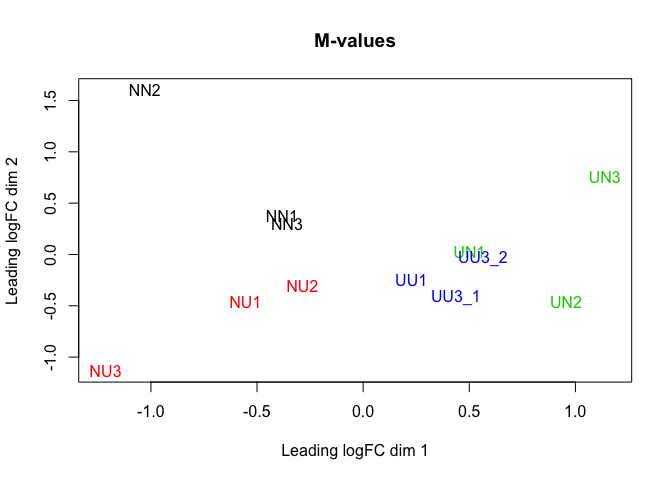 M-values
NN2
UN3
NN1
NN3
UN1
UU3_2
UU1
NU2
UU3_1
NU1
UN2
NU3
1.5
1.0
0.5
0.0
-0.5
-1.0
Leading logFC dim 2
-1.0 -0.5 0.0 0.5 1.0
Leading logFC dim 1